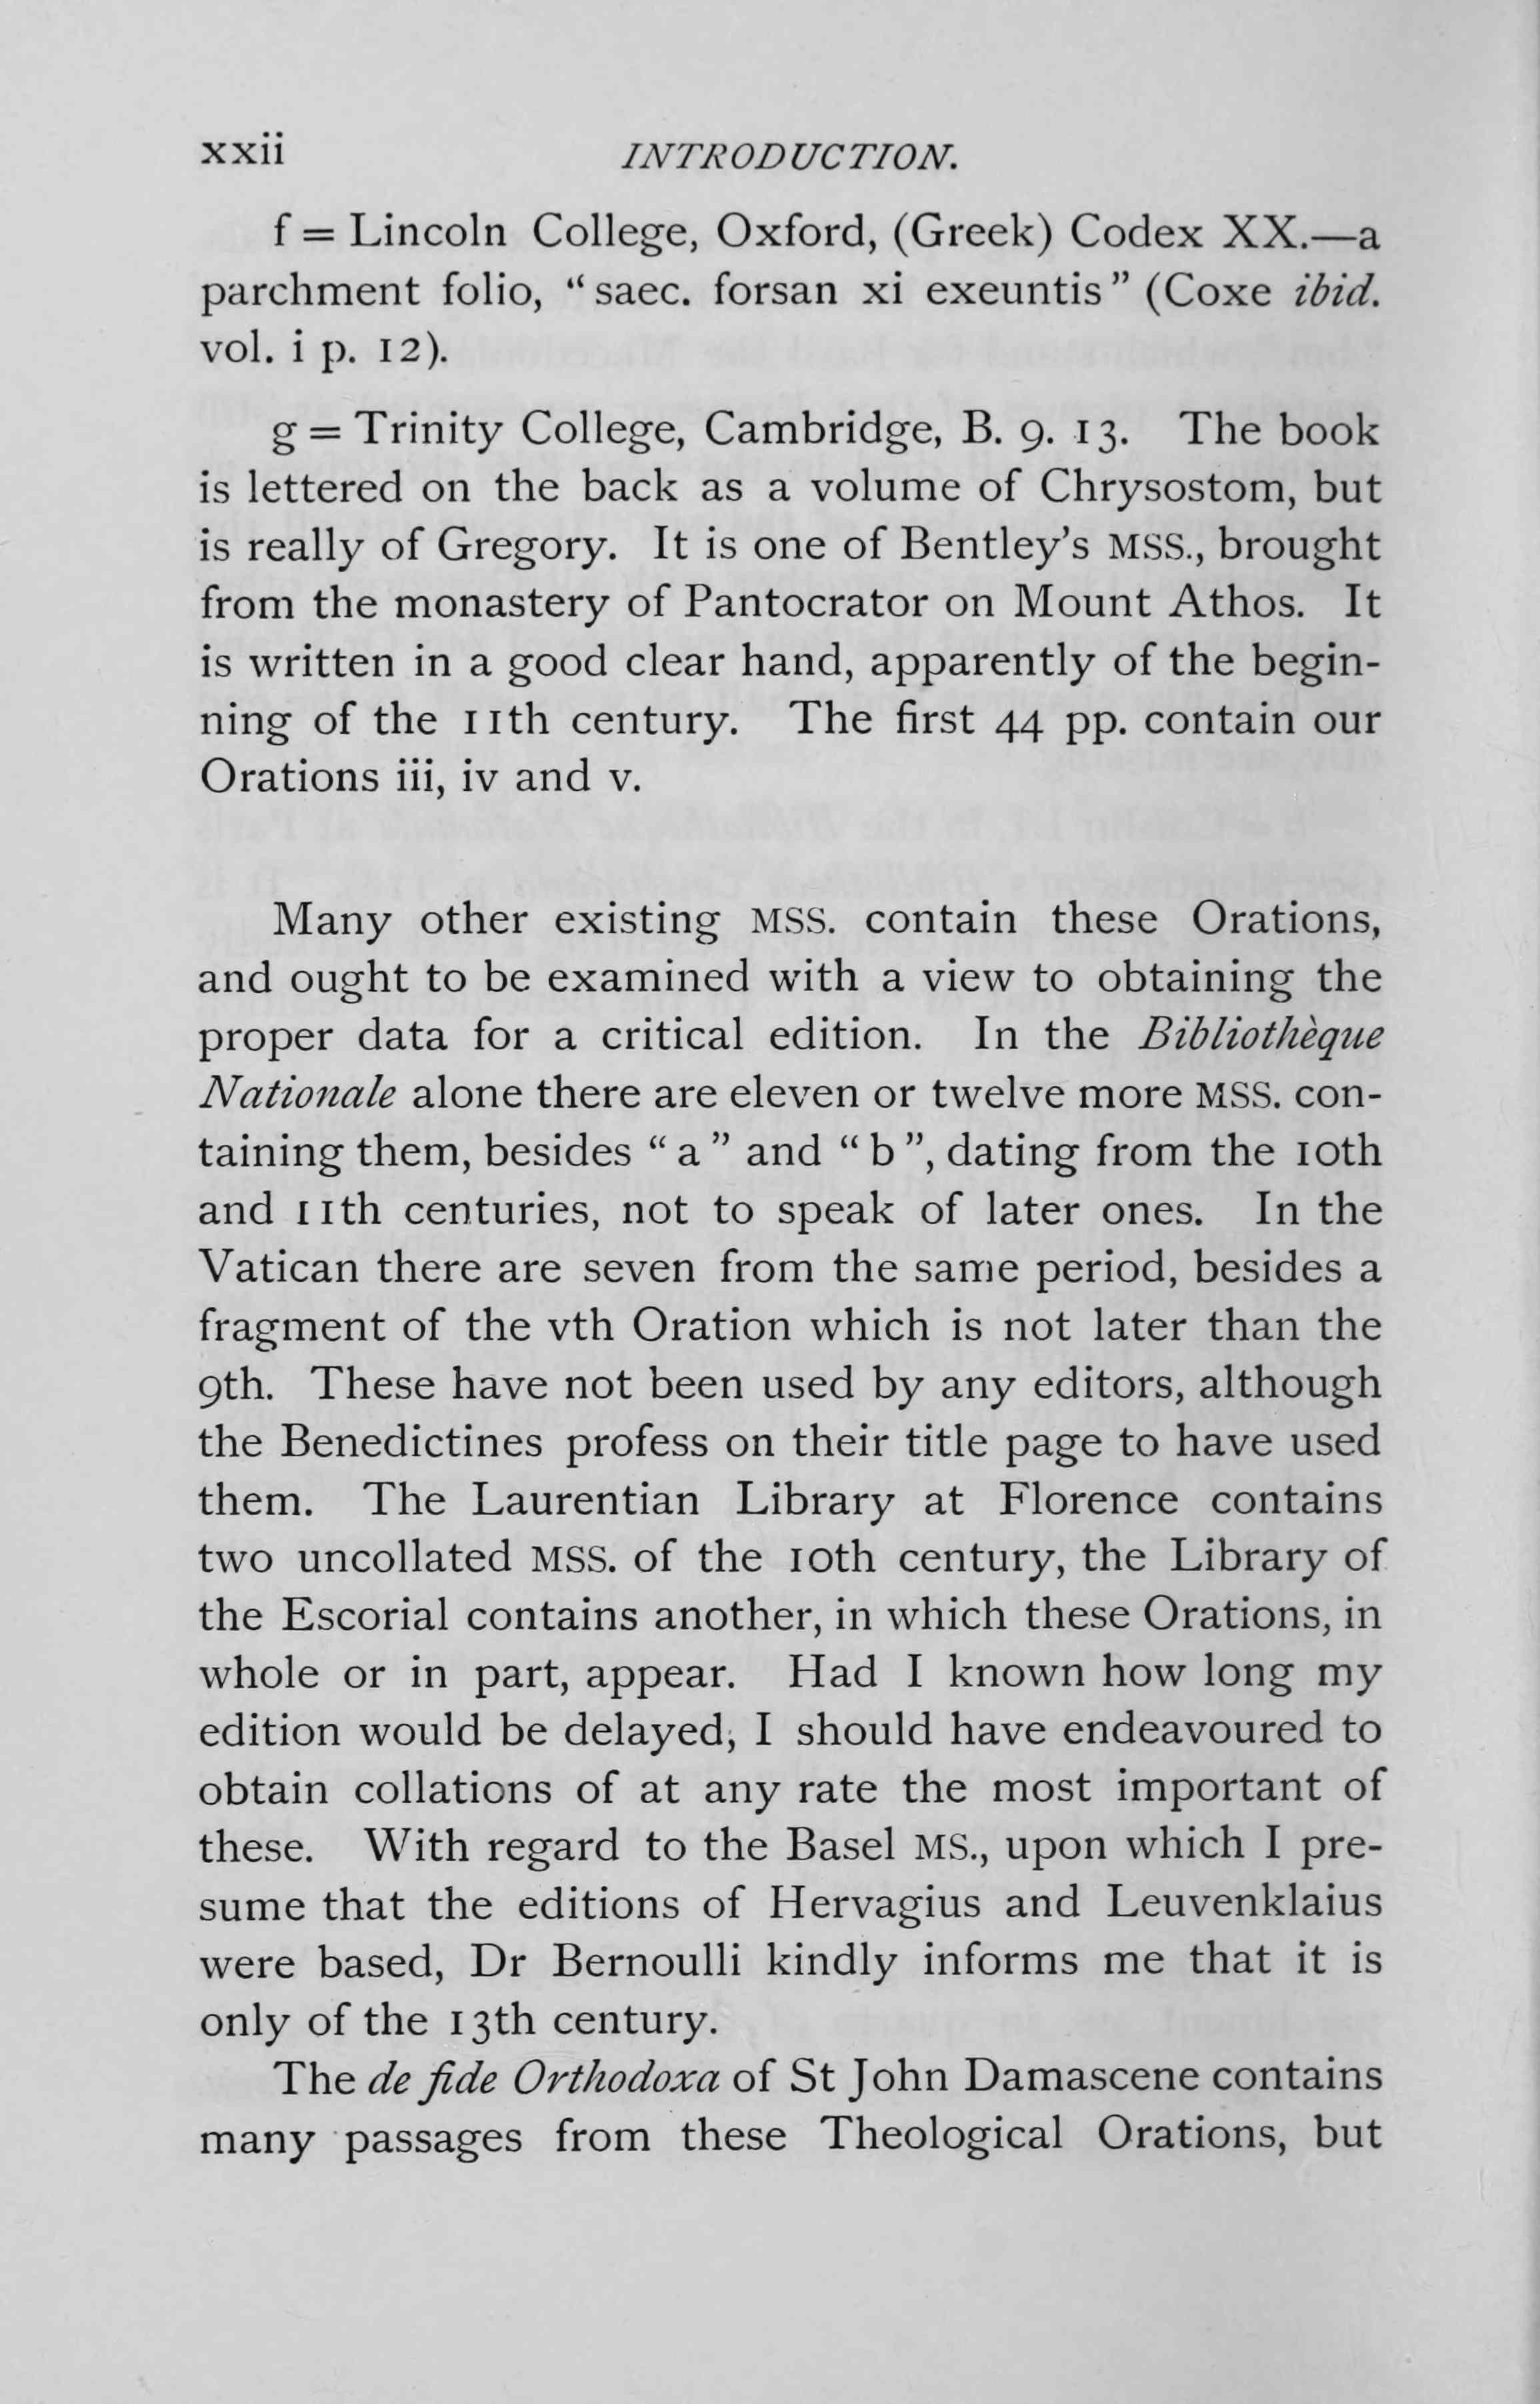 xxii INTRODUCTION.
f = Lincoln College, Oxford, (Greek) Codex XX.—a
parchment folio, “saec. forsan xi exeuntis” (Coxe ibid.
vol. i p. 12).
g = Trinity College, Cambridge, B. 9. 13. The book
is lettered on the back as a volume of Chrysostom, but
is really of Gregory. It is one of Bentley’s MSS., brought
from the monastery of Pantocrator on Mount Athos. It
is written in a good clear hand, apparently of the begin-
ning of the 11th century. The first 44 pp. contain our
Orations iii, iv and v.
Many other existing MSS. contain these Orations,
and ought to be examined with a view to obtaining the
proper data for a critical edition. In the Bibliothèque
Nationale alone there are eleven or twelve more MSS. con-
taining them, besides “a” and “b”, dating from the 10th
and 11th centuries, not to speak of later ones. In the
Vatican there are seven from the same period, besides a
fragment of the vth Oration which is not later than the
9th. These have not been used by any editors, although
the Benedictines profess on their title page to have used
them. The Laurentian Library at Florence contains
two uncollated MSS. of the 10th century, the Library of
the Escorial contains another, in which these Orations, in
whole or in part, appear. Had I known how long my
edition would be delayed, I should have endeavoured to
obtain collations of at any rate the most important of
these. With regard to the Basel MS., upon which I pre-
sume that the editions of Hervagius and Leuvenklaius
were based, Dr Bernoulli kindly informs me that it is
only of the 13th century.
The de fide Orthodoxa of St John Damascene contains
many passages from these Theological Orations, but